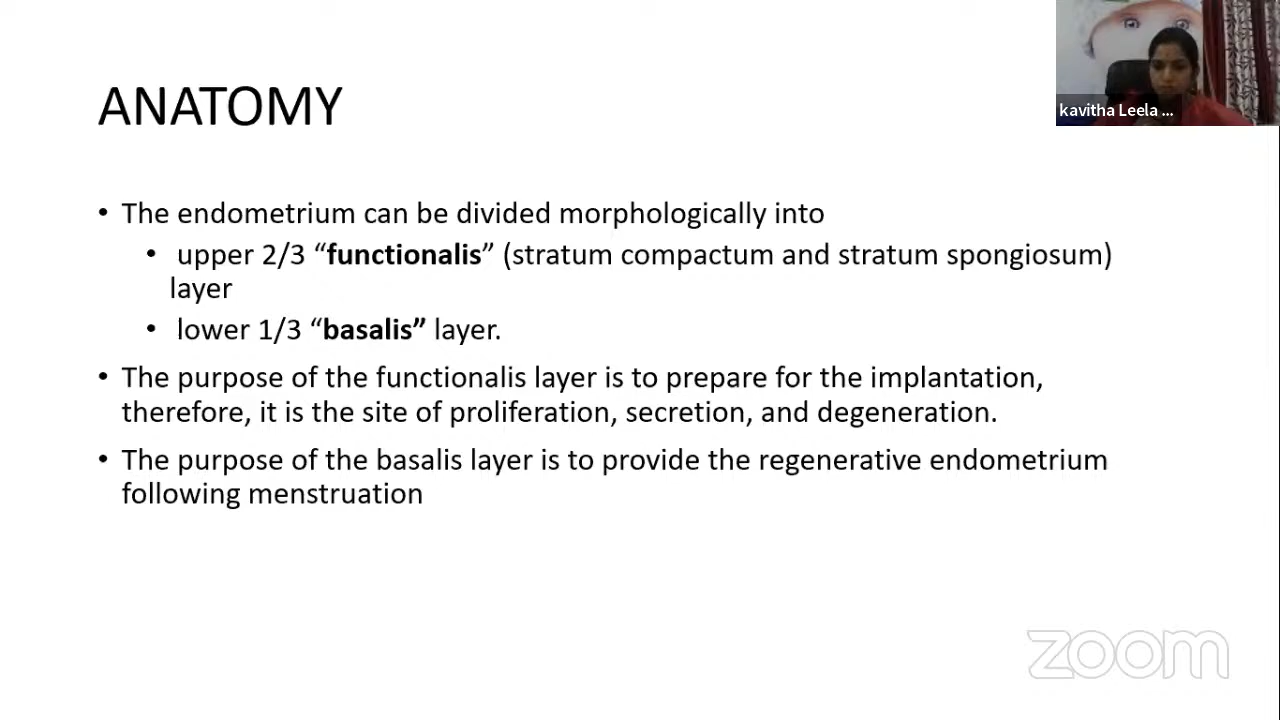 ANATOMY
kavitha Leela ...
• The endometrium can be divided morphologically into
• upper 2/3 “functionalis” (stratum compactum and stratum spongiosum)
layer
• lower 1/3 “basalis” layer.
• The purpose of the functionalis layer is to prepare for the implantation,
therefore, it is the site of proliferation, secretion, and degeneration.
• The purpose of the basalis layer is to provide the regenerative endometrium
following menstruation
zoom